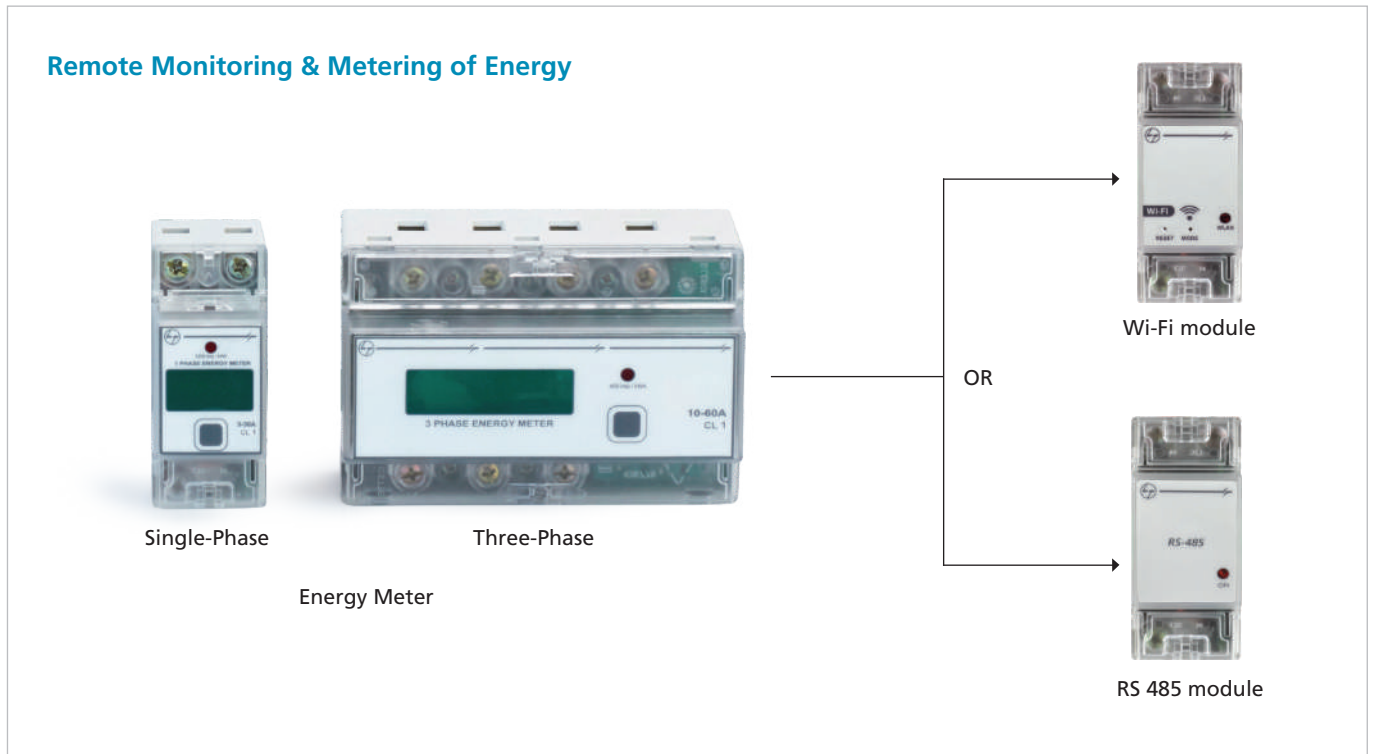 Remote Monitoring & Metering of Energy
1 PHASE ENERGY METER
CL 1
3 PHASE ENERGY METER
10-60A
CL 1
Single-Phase
Three-Phase
Energy Meter
OR
Wi-Fi
WLAN
RESET MODE
Wi-Fi module
RS-485
ON
RS 485 module